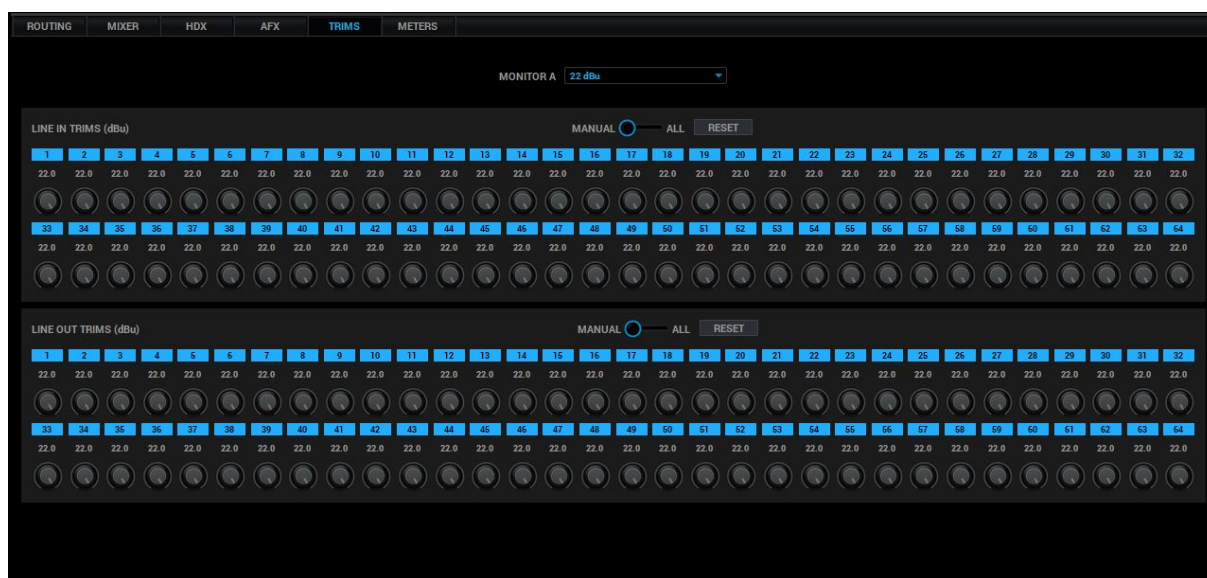 ROUTING MIXER HDX AFX TRIMS METERS
MONITOR A 22 dBu
LINE IN TRIMS (dBu) MANUAL ALL RESET
1 2 3 4 5 6 7 8 9 10 11 12 13 14 15 16 17 18 19 20 21 22 23 24 25 26 27 28 29 30 31 32
22.0 22.0 22.0 22.0 22.0 22.0 22.0 22.0 22.0 22.0 22.0 22.0 22.0 22.0 22.0 22.0 22.0 22.0 22.0 22.0 22.0 22.0 22.0 22.0 22.0 22.0 22.0 22.0 22.0 22.0 22.0 22.0
33 34 35 36 37 38 39 40 41 42 43 44 45 46 47 48 49 50 51 52 53 54 55 56 57 58 59 60 61 62 63 64
22.0 22.0 22.0 22.0 22.0 22.0 22.0 22.0 22.0 22.0 22.0 22.0 22.0 22.0 22.0 22.0 22.0 22.0 22.0 22.0 22.0 22.0 22.0 22.0 22.0 22.0 22.0 22.0 22.0 22.0 22.0 22.0
LINE OUT TRIMS (dBu) MANUAL ALL RESET
1 2 3 4 5 6 7 8 9 10 11 12 13 14 15 16 17 18 19 20 21 22 23 24 25 26 27 28 29 30 31 32
22.0 22.0 22.0 22.0 22.0 22.0 22.0 22.0 22.0 22.0 22.0 22.0 22.0 22.0 22.0 22.0 22.0 22.0 22.0 22.0 22.0 22.0 22.0 22.0 22.0 22.0 22.0 22.0 22.0 22.0 22.0 22.0
33 34 35 36 37 38 39 40 41 42 43 44 45 46 47 48 49 50 51 52 53 54 55 56 57 58 59 60 61 62 63 64
22.0 22.0 22.0 22.0 22.0 22.0 22.0 22.0 22.0 22.0 22.0 22.0 22.0 22.0 22.0 22.0 22.0 22.0 22.0 22.0 22.0 22.0 22.0 22.0 22.0 22.0 22.0 22.0 22.0 22.0 22.0 22.0